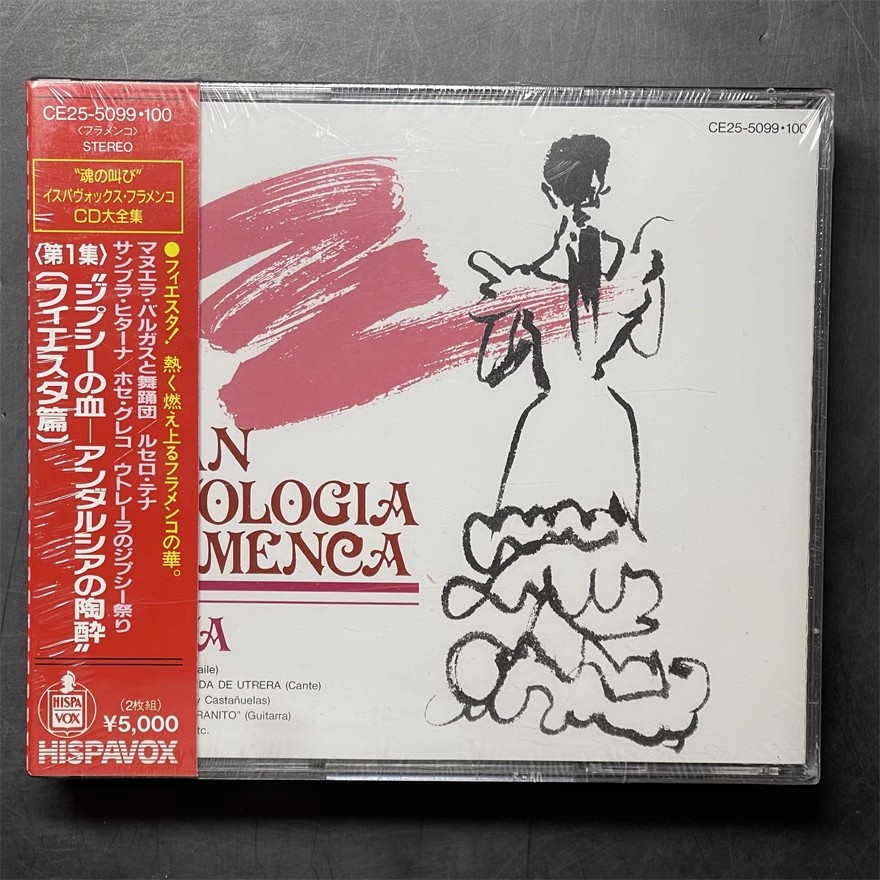 CE25-5099・100
〈フラメンコ〉
STEREO
“魂の叫び”
イスパヴォックス・フラメンコ
CD大全集
●フィエスタ! 熱く燃え上るフラメンコの華。
マヌエラ・バルガスと舞踊団/ルセロ・テナ
サンブラ・ヒターナ/ホセ・グレコ/ウトレーラのジプシー祭り
〈第1集〉“ジプシーの血―アンダルシアの陶酔”
〔フィエスタ篇〕
HISPA
VOX
(2枚組)
¥5,000
HISPAVOX
CE25-5099・100
AN
OLOGIA
MENCA
A
aile)
RDA DE UTRERA (Cante)
y Castañuelas)
RANITO" (Guitarra)
tc.